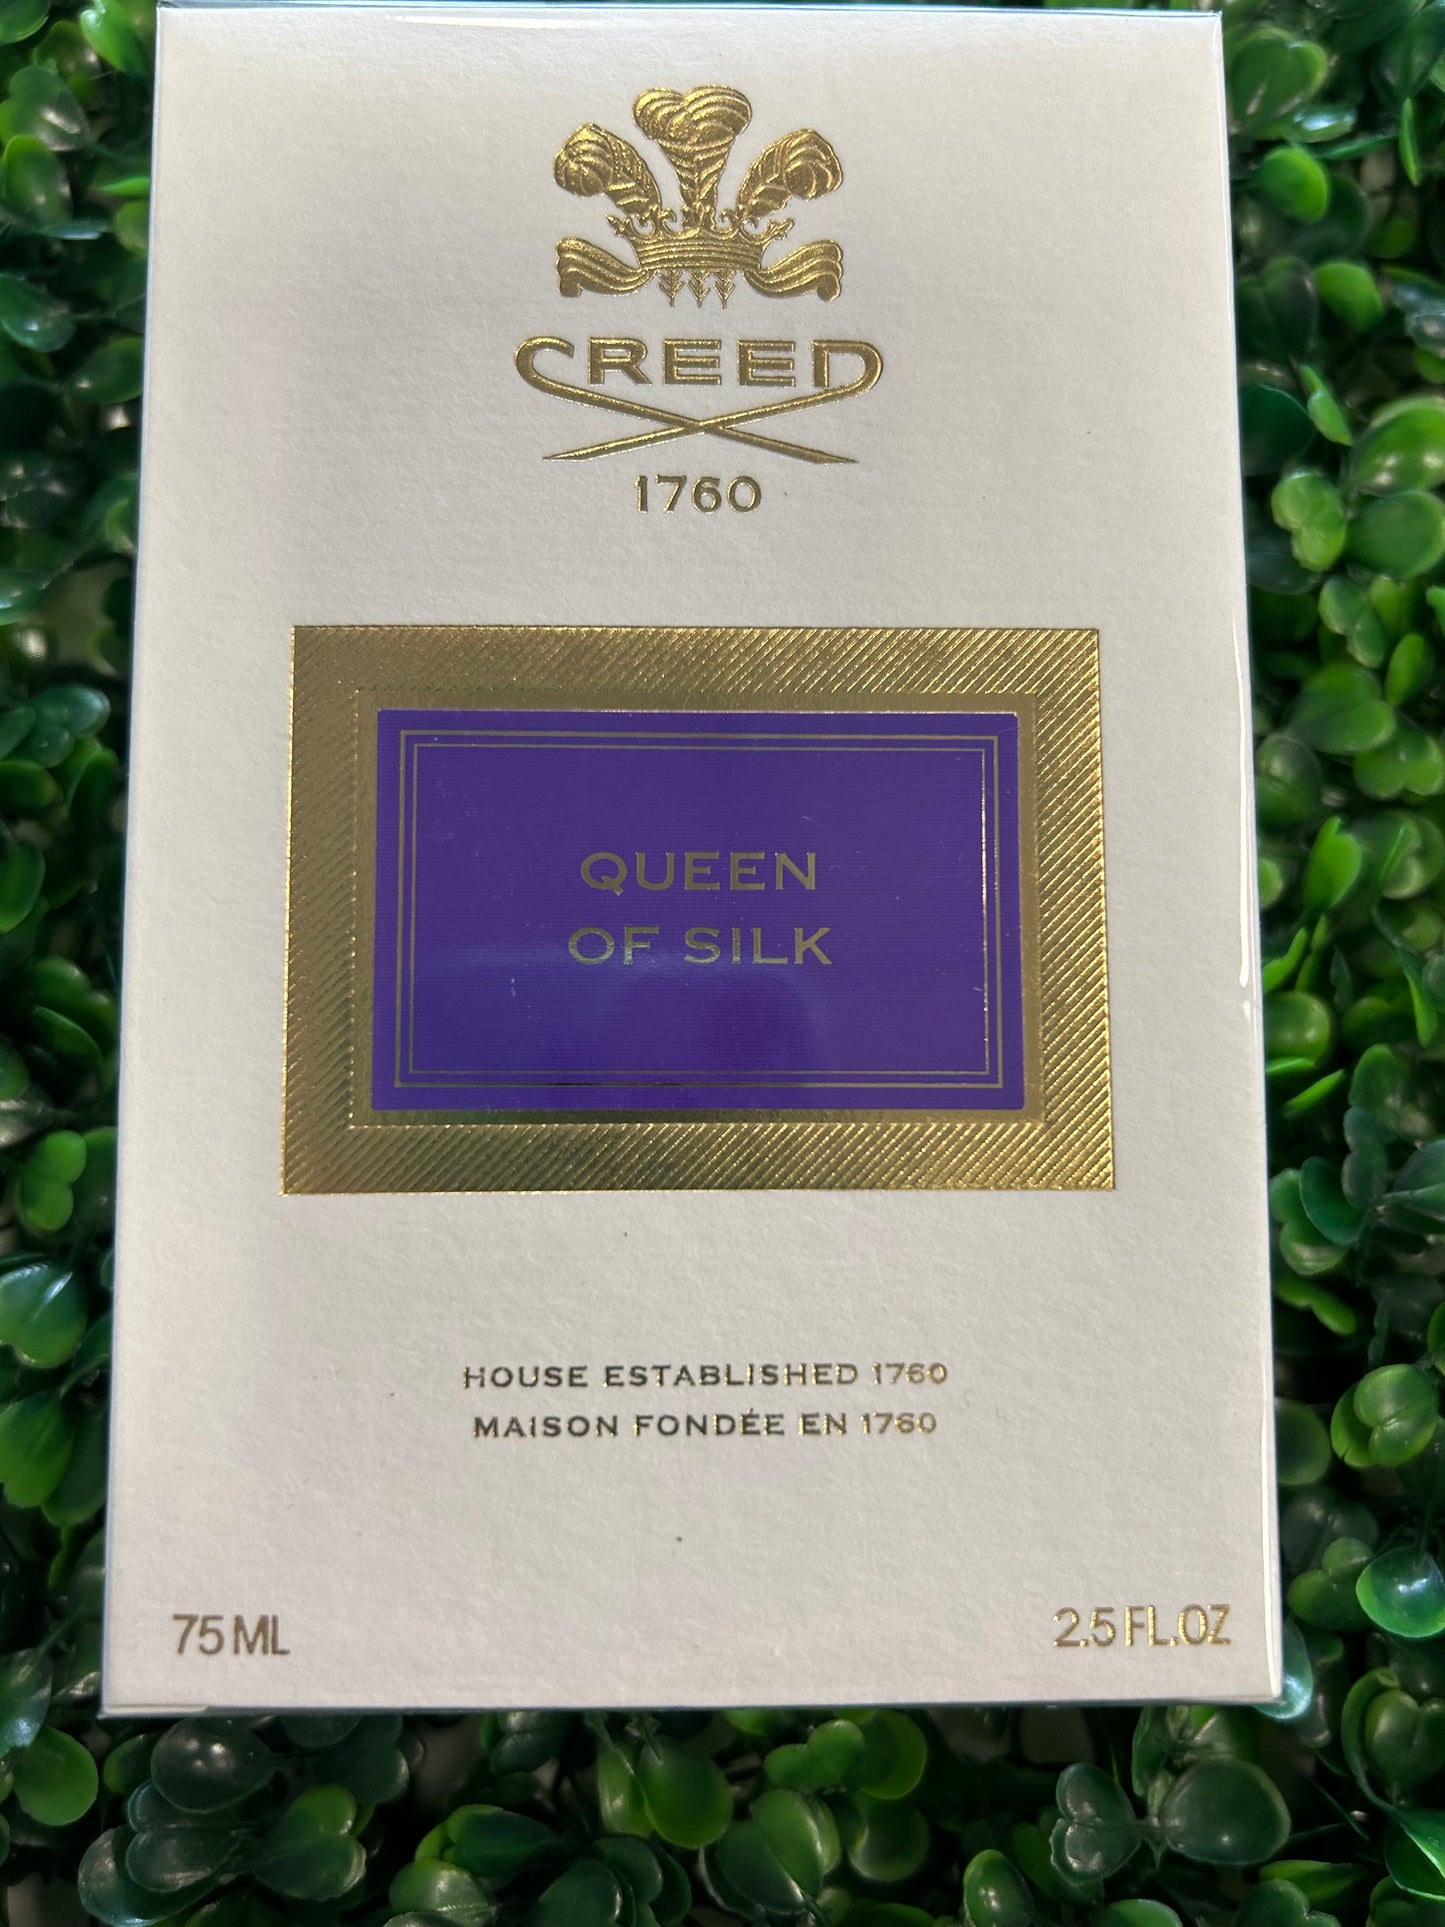 CREED
1760
QUEEN
OF SILK
HOUSE ESTABLISHED 1760
MAISON FONDÉE EN 1760
75 ML
2.5 FL.OZ